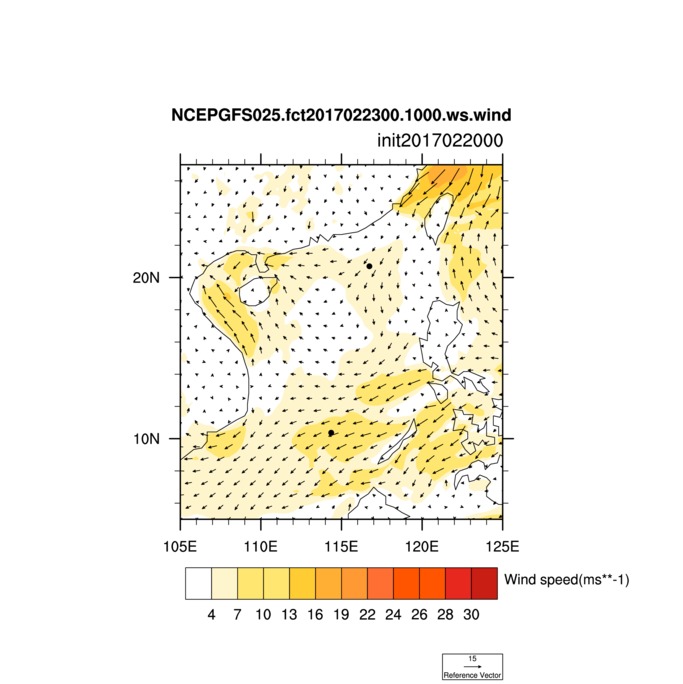 NCEPGFS025.fct2017022300.1000.ws.wind
init2017022000
20N
10N
105E 110E 115E 120E 125E
Wind speed(ms**-1)
4 7 10 13 16 19 22 24 26 28 30
15
Reference Vector